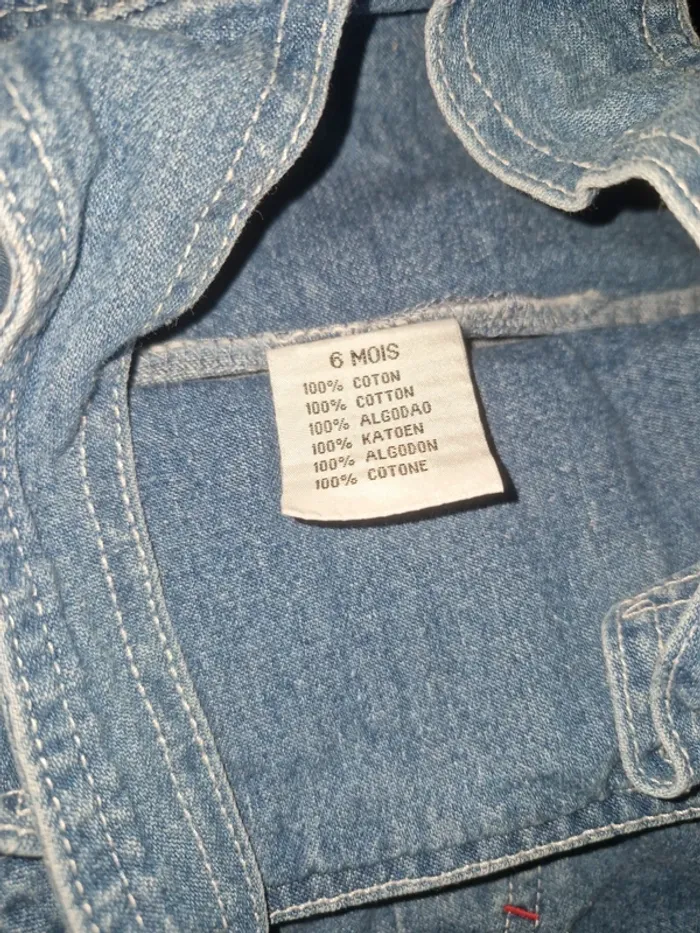 6 MOIS
100% COTON
100% COTTON
100% ALGODAO
100% KATOEN
100% ALGODON
100% COTONE